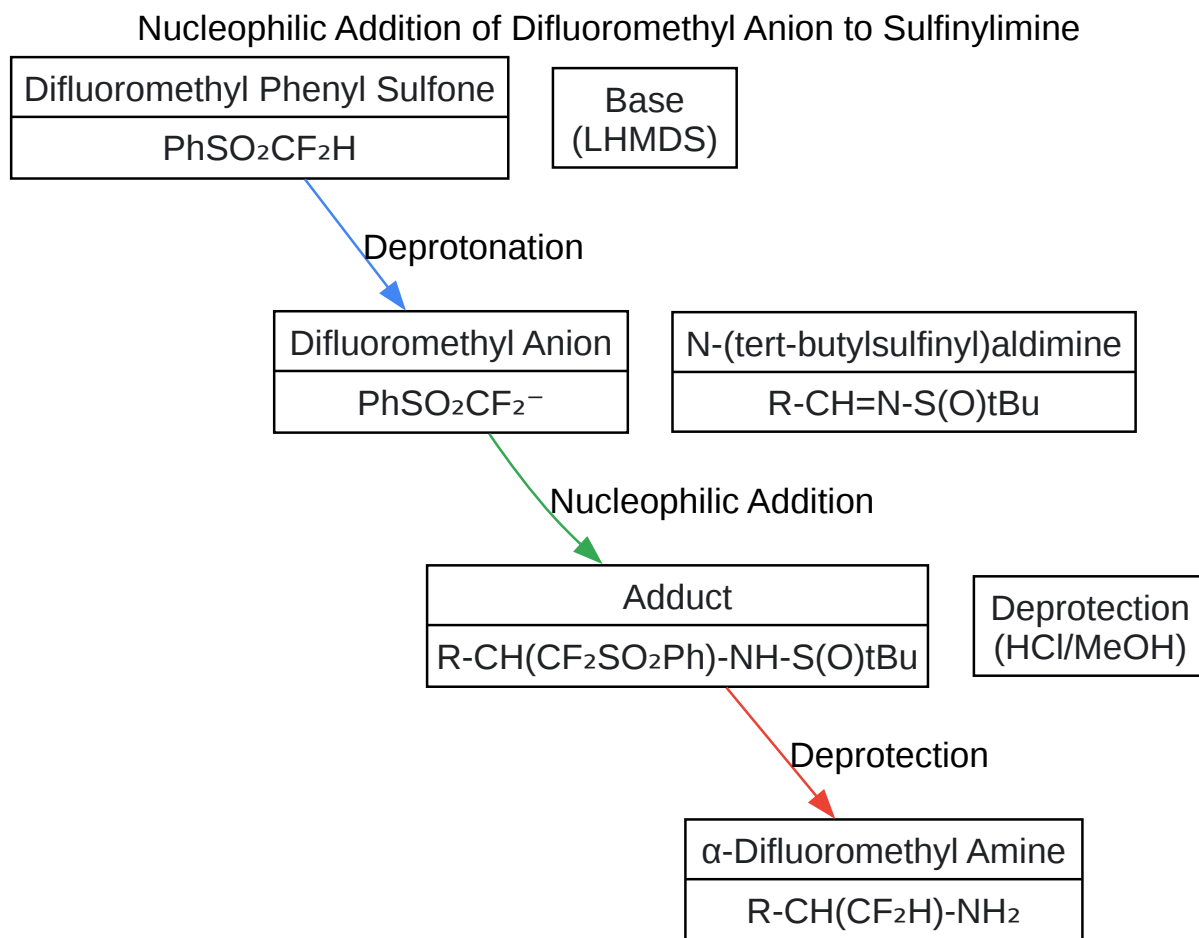 Nucleophilic Addition of Difluoromethyl Anion to Sulfinylimine
Difluoromethyl Phenyl Sulfone
PhSO₂CF₂H
Base
(LHMDS)
Deprotonation
Difluoromethyl Anion
PhSO₂CF₂⁻
N-(tert-butylsulfinyl)aldimine
R-CH=N-S(O)tBu
Nucleophilic Addition
Adduct
R-CH(CF₂SO₂Ph)-NH-S(O)tBu
Deprotection
(HCl/MeOH)
Deprotection
α-Difluoromethyl Amine
R-CH(CF₂H)-NH₂